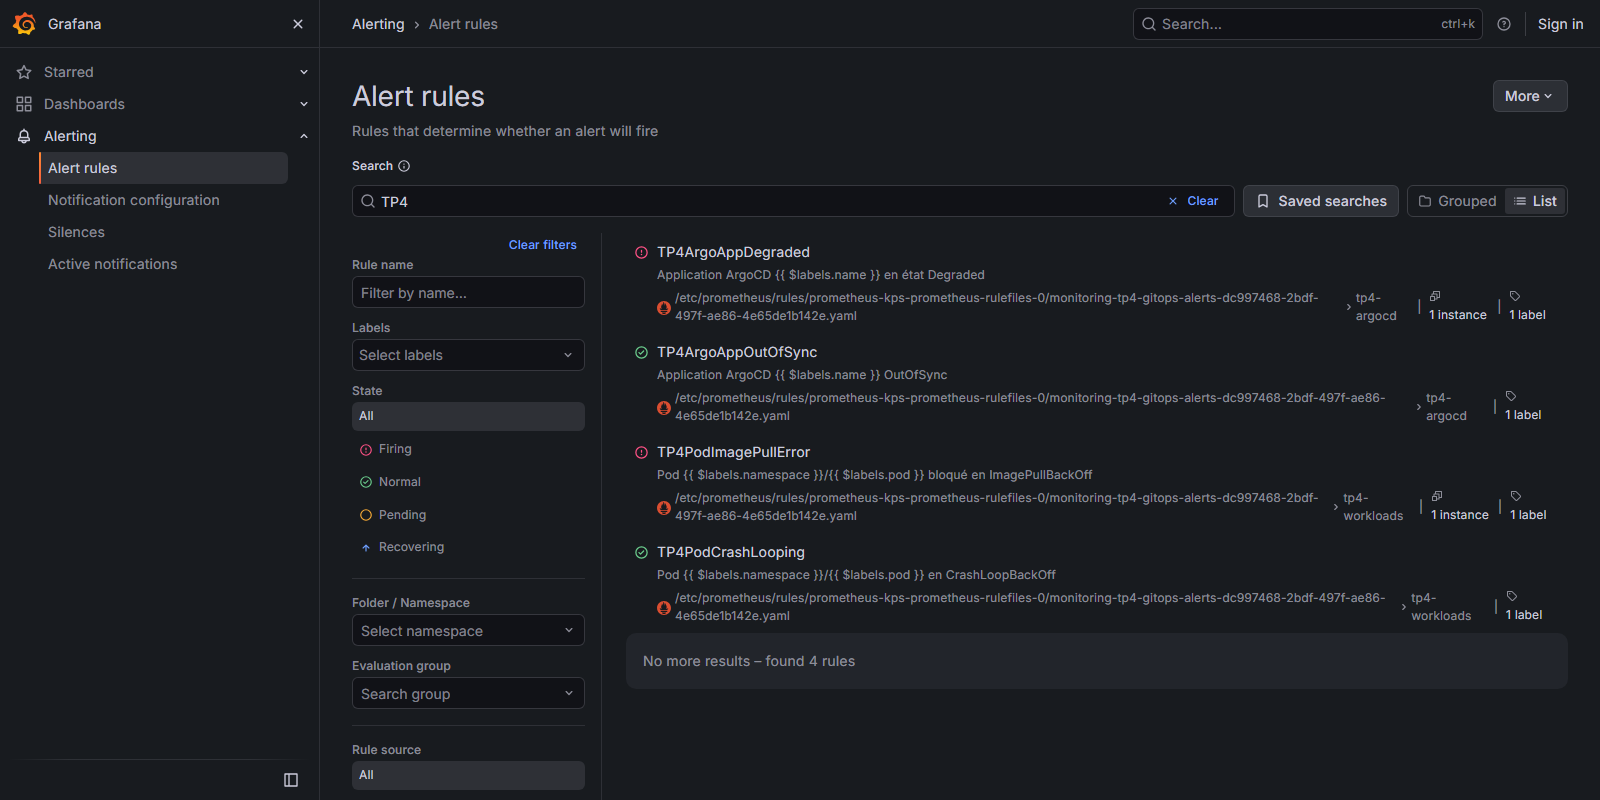 Grafana
Alerting › Alert rules
Search...
ctrl+k
Sign in
Starred
Dashboards
Alerting
Alert rules
Notification configuration
Silences
Active notifications
Alert rules
More
Rules that determine whether an alert will fire
Search
TP4
Clear
Saved searches
Grouped
List
Clear filters
Rule name
Filter by name...
Labels
Select labels
State
All
Firing
Normal
Pending
Recovering
Folder / Namespace
Select namespace
Evaluation group
Search group
Rule source
All
TP4ArgoAppDegraded
Application ArgoCD {{ $labels.name }} en état Degraded
/etc/prometheus/rules/prometheus-kps-prometheus-rulefiles-0/monitoring-tp4-gitops-alerts-dc997468-2bdf-
497f-ae86-4e65de1b142e.yaml
tp4-
argocd
1 instance
1 label
TP4ArgoAppOutOfSync
Application ArgoCD {{ $labels.name }} OutOfSync
/etc/prometheus/rules/prometheus-kps-prometheus-rulefiles-0/monitoring-tp4-gitops-alerts-dc997468-2bdf-497f-ae86-
4e65de1b142e.yaml
tp4-
argocd
1 label
TP4PodImagePullError
Pod {{ $labels.namespace }}/{{ $labels.pod }} bloqué en ImagePullBackOff
/etc/prometheus/rules/prometheus-kps-prometheus-rulefiles-0/monitoring-tp4-gitops-alerts-dc997468-2bdf-
497f-ae86-4e65de1b142e.yaml
tp4-
workloads
1 instance
1 label
TP4PodCrashLooping
Pod {{ $labels.namespace }}/{{ $labels.pod }} en CrashLoopBackOff
/etc/prometheus/rules/prometheus-kps-prometheus-rulefiles-0/monitoring-tp4-gitops-alerts-dc997468-2bdf-497f-ae86-
4e65de1b142e.yaml
tp4-
workloads
1 label
No more results – found 4 rules